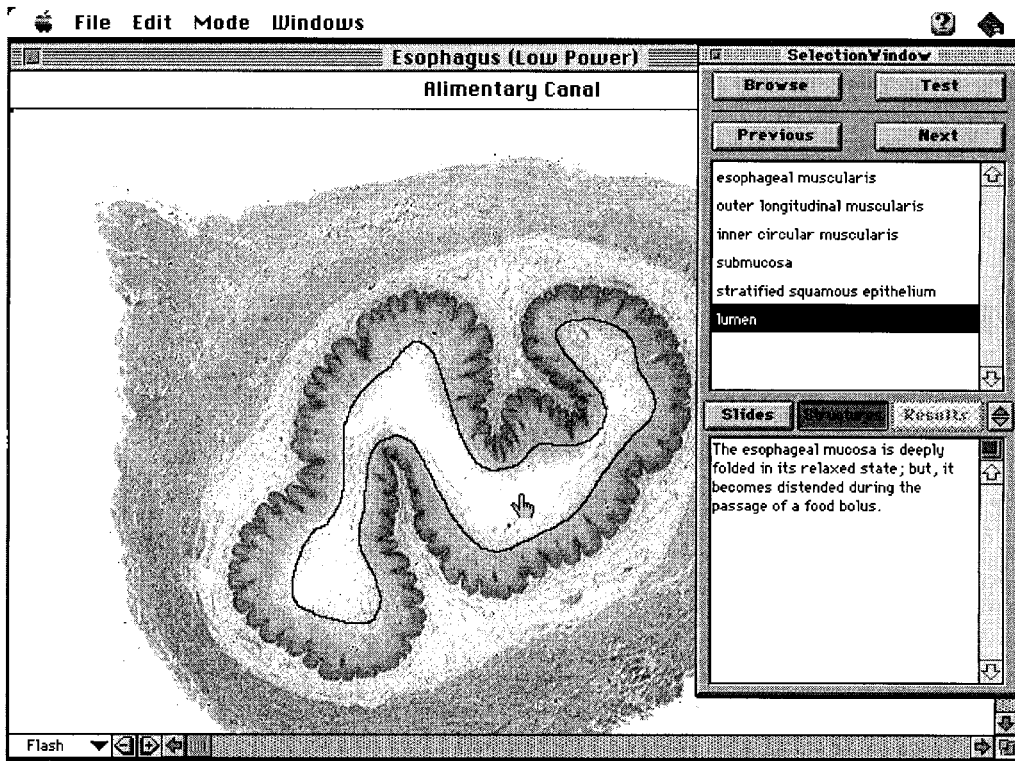 File Edit Mode Windows
Esophagus (Low Power)
Alimentary Canal
SelectionWindow
Browse Test
Previous Next
esophageal muscularis
outer longitudinal muscularis
inner circular muscularis
submucosa
stratified squamous epithelium
lumen
Slides Structures Results
The esophageal mucosa is deeply
folded in its relaxed state; but, it
becomes distended during the
passage of a food bolus.
Flash